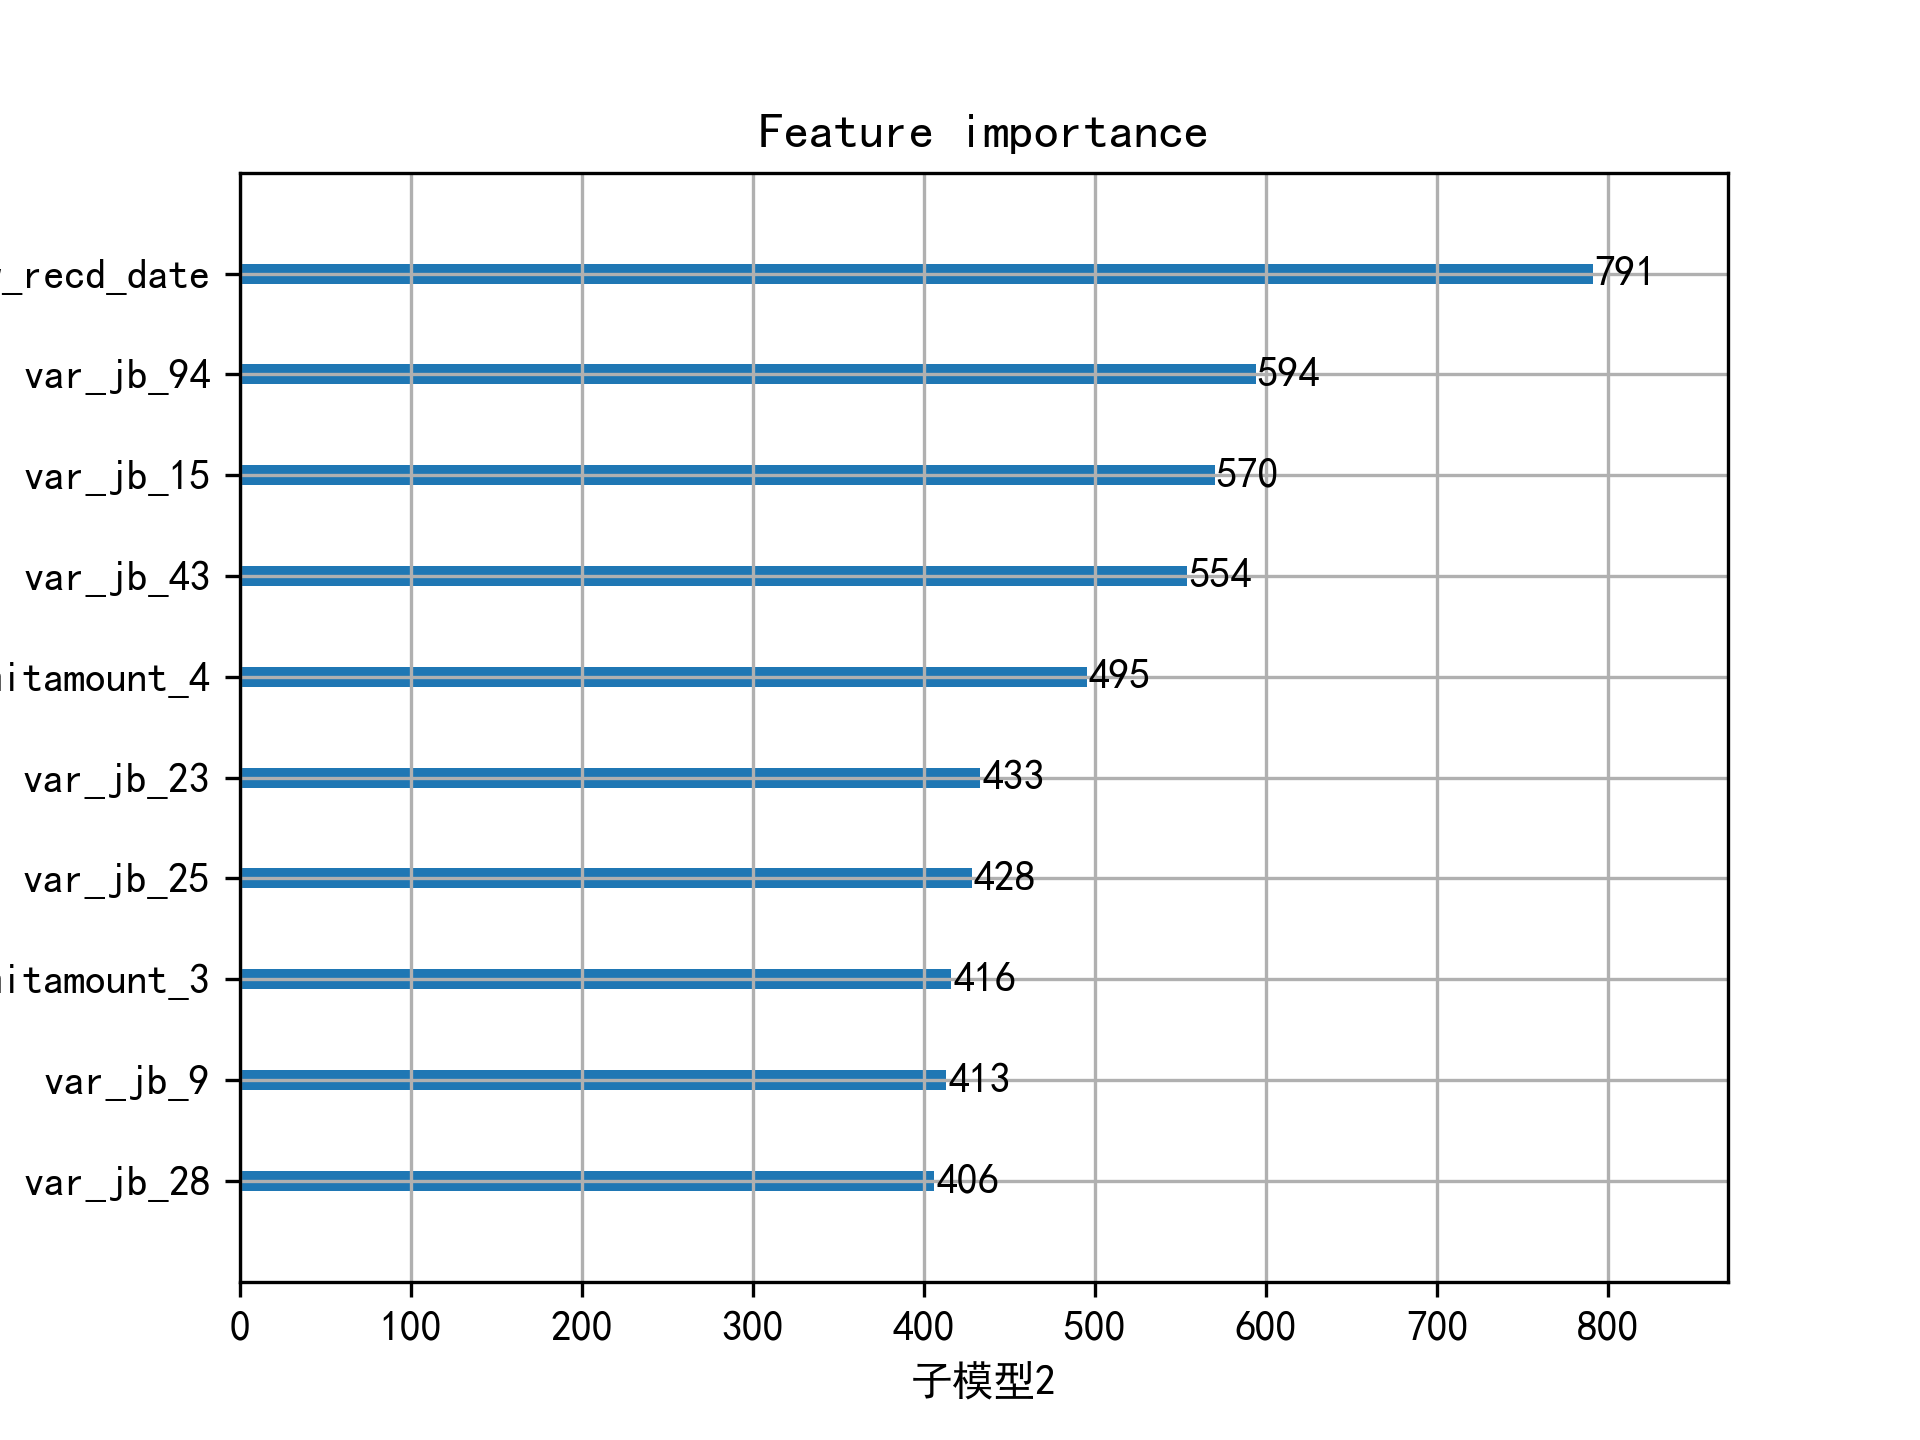 Feature importance
_recd_date 791
var_jb_94 594
var_jb_15 570
var_jb_43 554
itamount_4 495
var_jb_23 433
var_jb_25 428
itamount_3 416
var_jb_9 413
var_jb_28 406
0 100 200 300 400 500 600 700 800
子模型2